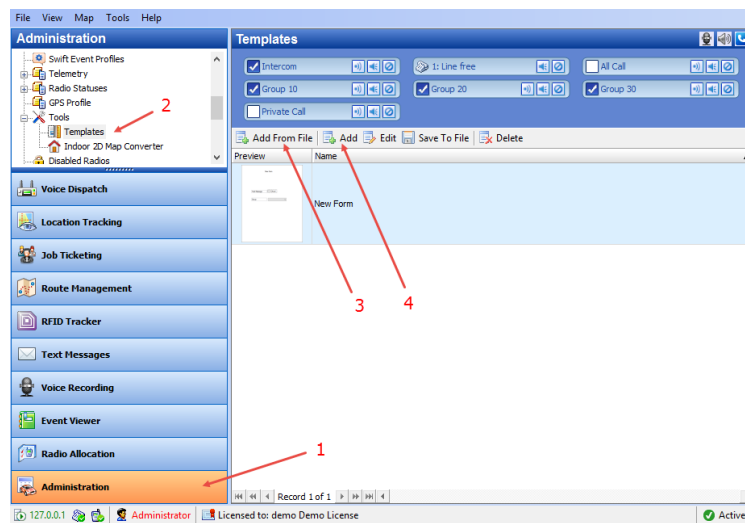 File View Map Tools Help
Administration
Templates
Swift Event Profiles
Telemetry
Radio Statuses
GPS Profile
Tools
Templates
Indoor 2D Map Converter
Disabled Radios
2
Intercom
1: Line free
All Call
Group 10
Group 20
Group 30
Private Call
Add From File Add Edit Save To File Delete
Preview Name
New Form
3 4
Voice Dispatch
Location Tracking
Job Ticketing
Route Management
RFID Tracker
Text Messages
Voice Recording
Event Viewer
Radio Allocation
Administration
1
Record 1 of 1
127.0.0.1 Administrator Licensed to: demo Demo License Active